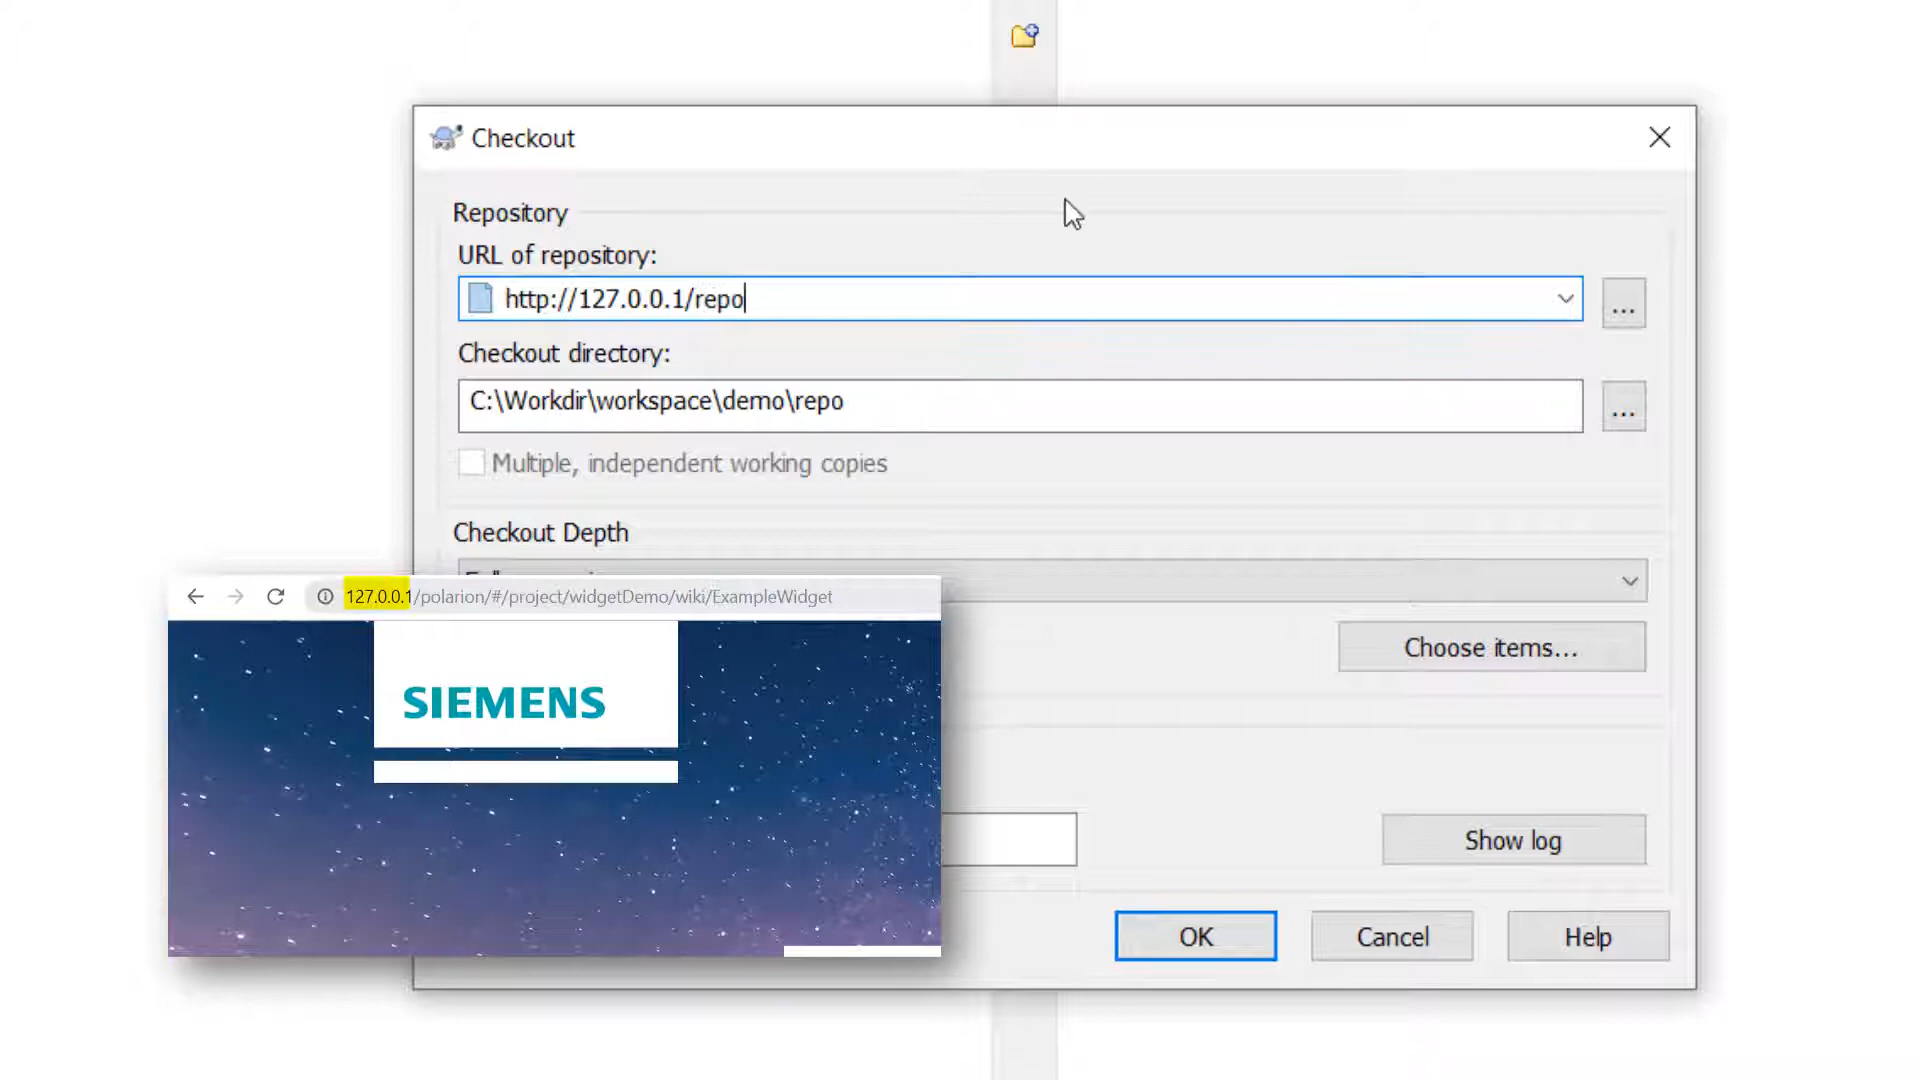 Checkout
Repository
URL of repository:
http://127.0.0.1/repo
...
Checkout directory:
C:\Workdir\workspace\demo\repo
...
Multiple, independent working copies
Checkout Depth
127.0.0.1/polarion/#/project/widgetDemo/wiki/ExampleWidget
SIEMENS
Choose items...
Show log
OK Cancel Help